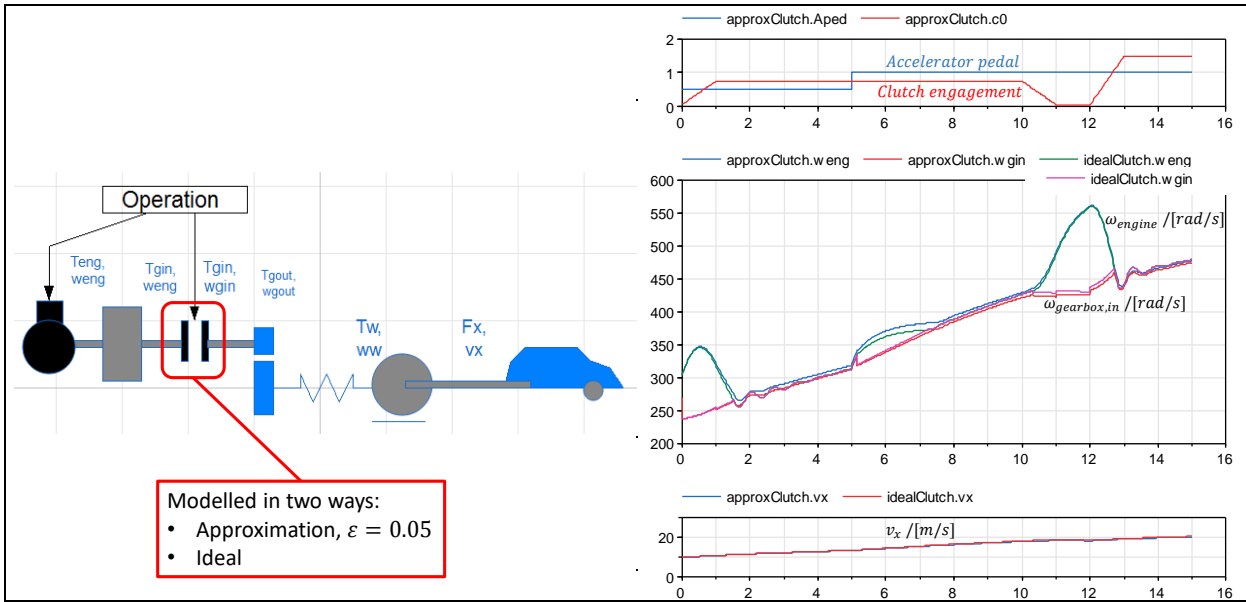 Operation
Teng,
weng
Tgin,
weng
Tgin,
wgin
Tgout,
wgout
Tw,
ww
Fx,
vx
Modelled in two ways:
• Approximation, ε = 0.05
• Ideal
approxClutch.Aped approxClutch.c0
2
1
0
Accelerator pedal
Clutch engagement
0 2 4 6 8 10 12 14 16
approxClutch.w eng approxClutch.w gin idealClutch.w eng
idealClutch.w gin
600
550
500
450
400
350
300
250
200
ω_engine /[rad/s]
ω_gearbox,in /[rad/s]
0 2 4 6 8 10 12 14 16
approxClutch.vx idealClutch.vx
20
0
v_x /[m/s]
0 2 4 6 8 10 12 14 16